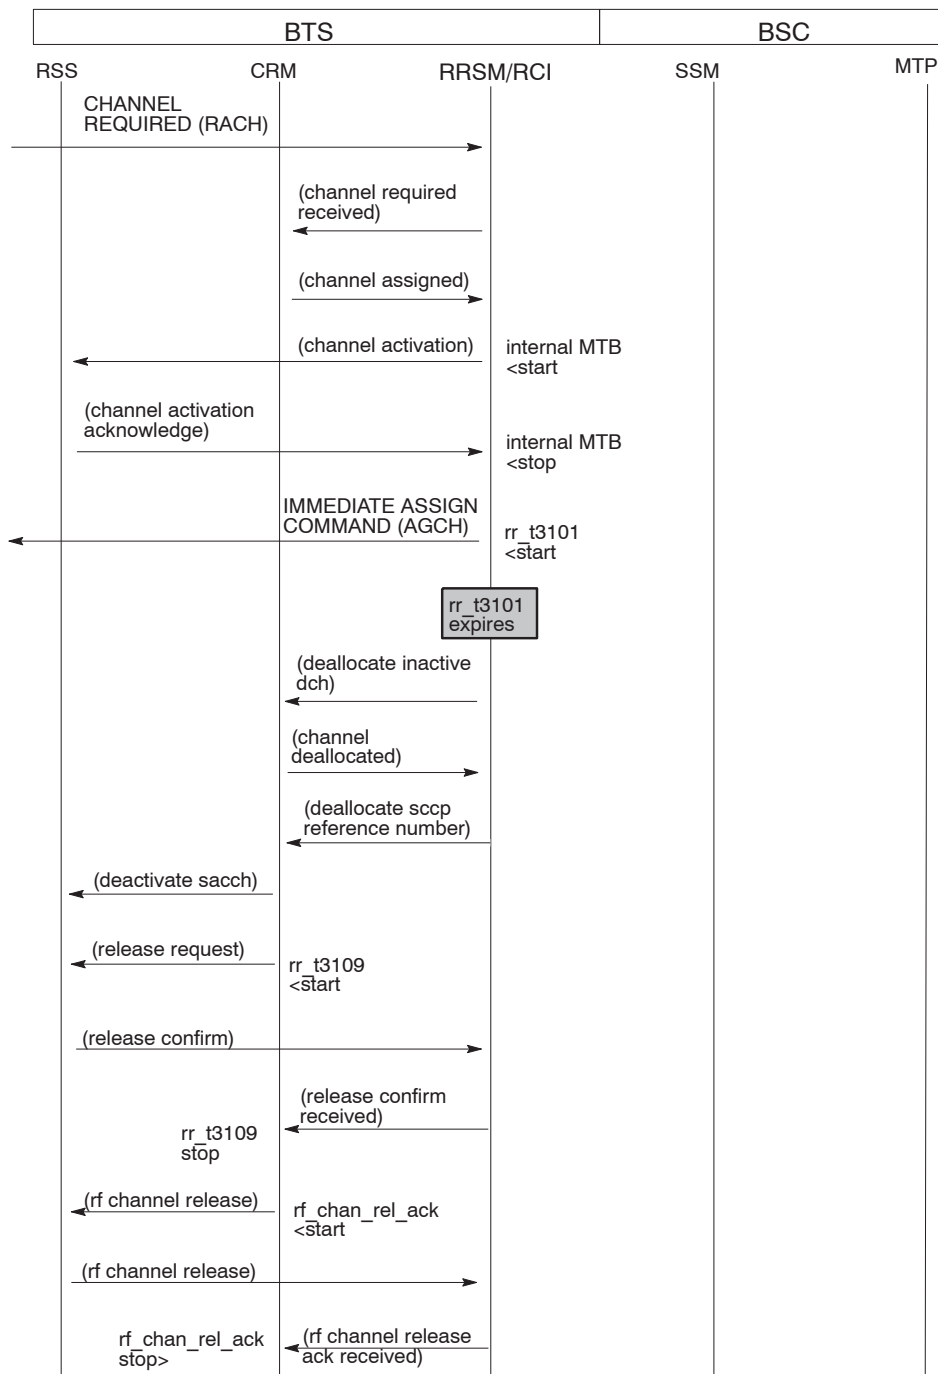 BTS
BSC
RSS
CRM
RRSM/RCI
SSM
MTP
CHANNEL
REQUIRED (RACH)
(channel required
received)
(channel assigned)
(channel activation)
internal MTB
<start
(channel activation
acknowledge)
internal MTB
<stop
IMMEDIATE ASSIGN
COMMAND (AGCH)
rr_t3101
<start
rr_t3101
expires
(deallocate inactive
dch)
(channel
deallocated)
(deallocate sccp
reference number)
(deactivate sacch)
(release request)
rr_t3109
<start
(release confirm)
(release confirm
received)
rr_t3109
stop
(rf channel release)
rf_chan_rel_ack
<start
(rf channel release)
rf_chan_rel_ack
stop>
(rf channel release
ack received)